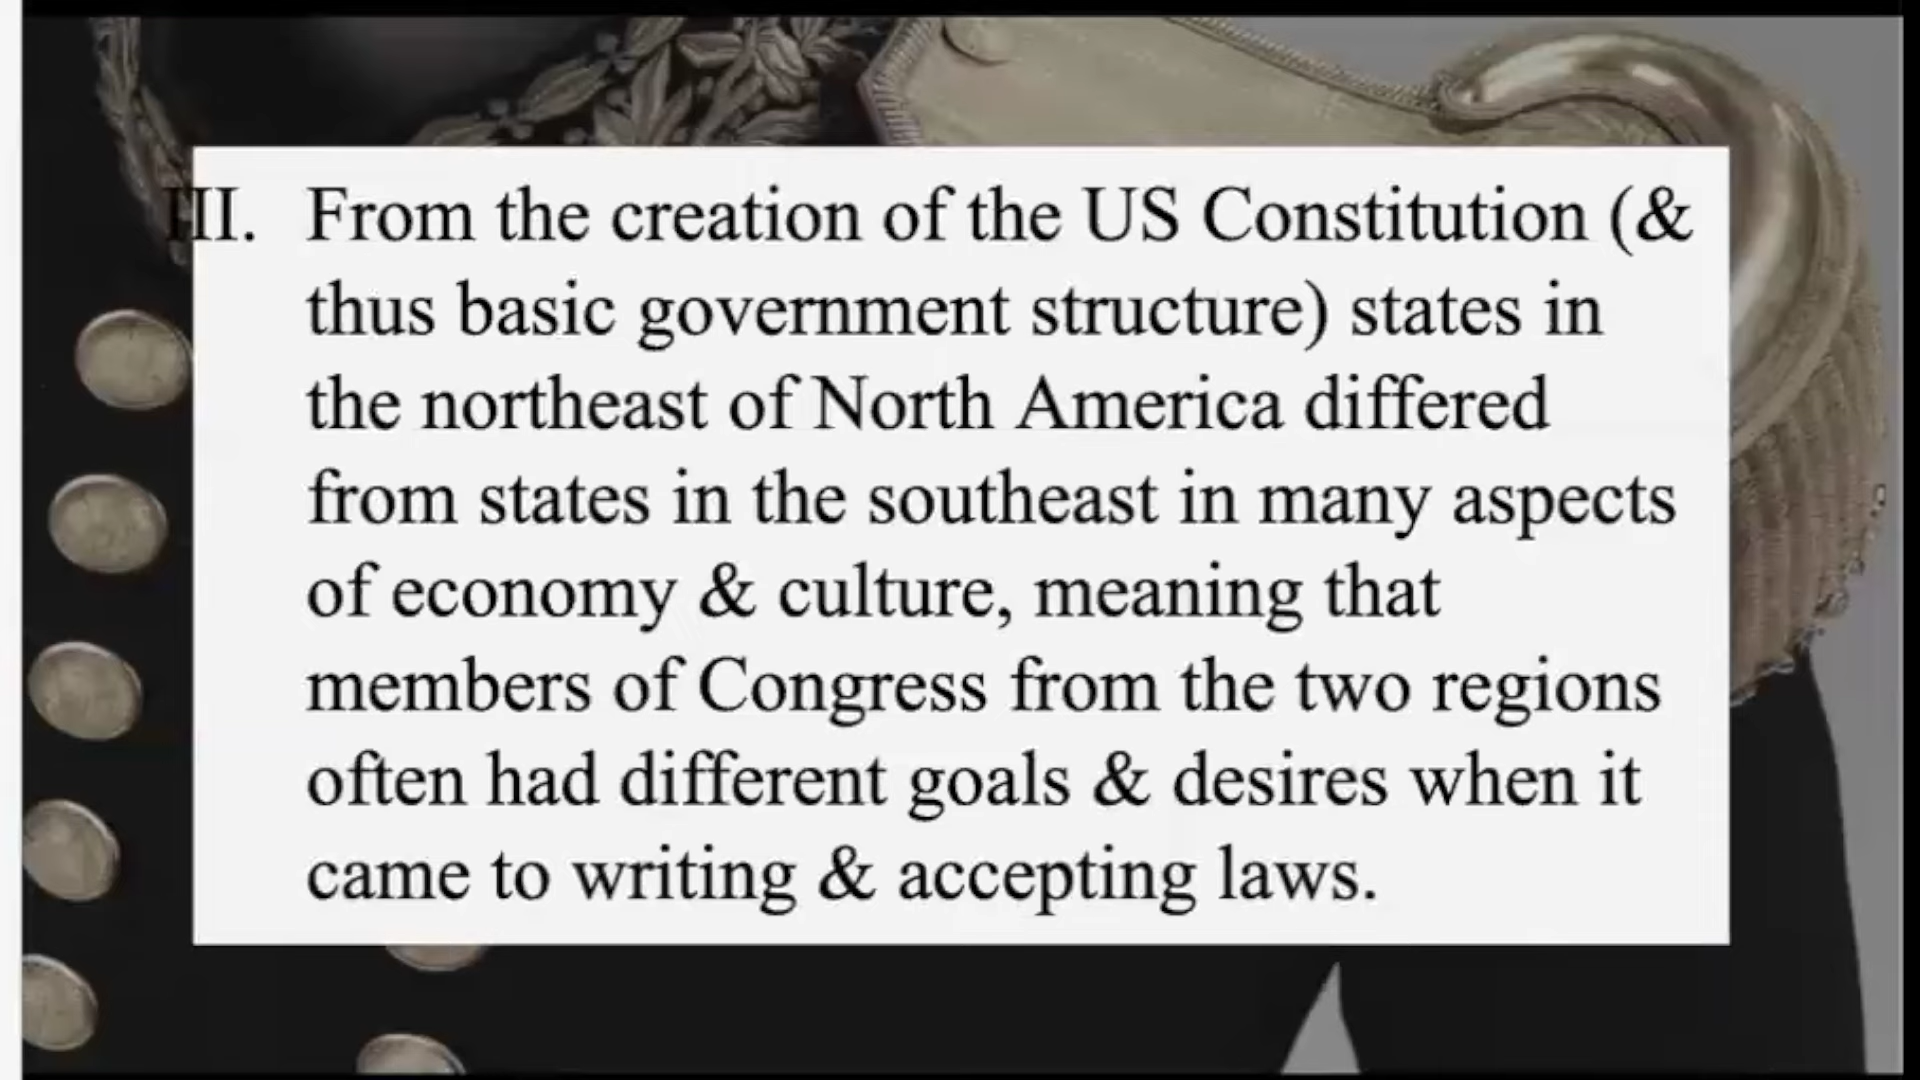 III. From the creation of the US Constitution (&
thus basic government structure) states in
the northeast of North America differed
from states in the southeast in many aspects
of economy & culture, meaning that
members of Congress from the two regions
often had different goals & desires when it
came to writing & accepting laws.